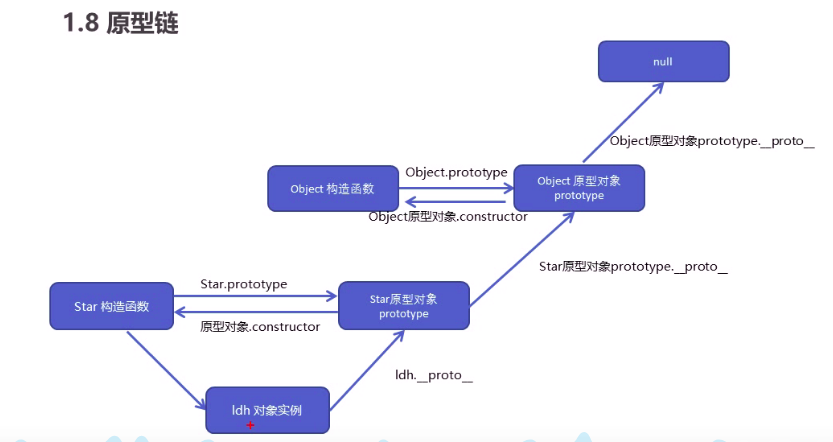 1.8 原型链
null
Object原型对象prototype.__proto__
Object 构造函数
Object.prototype
Object 原型对象
prototype
Object原型对象.constructor
Star原型对象prototype.__proto__
Star 构造函数
Star.prototype
Star原型对象
prototype
原型对象.constructor
ldh.__proto__
ldh 对象实例